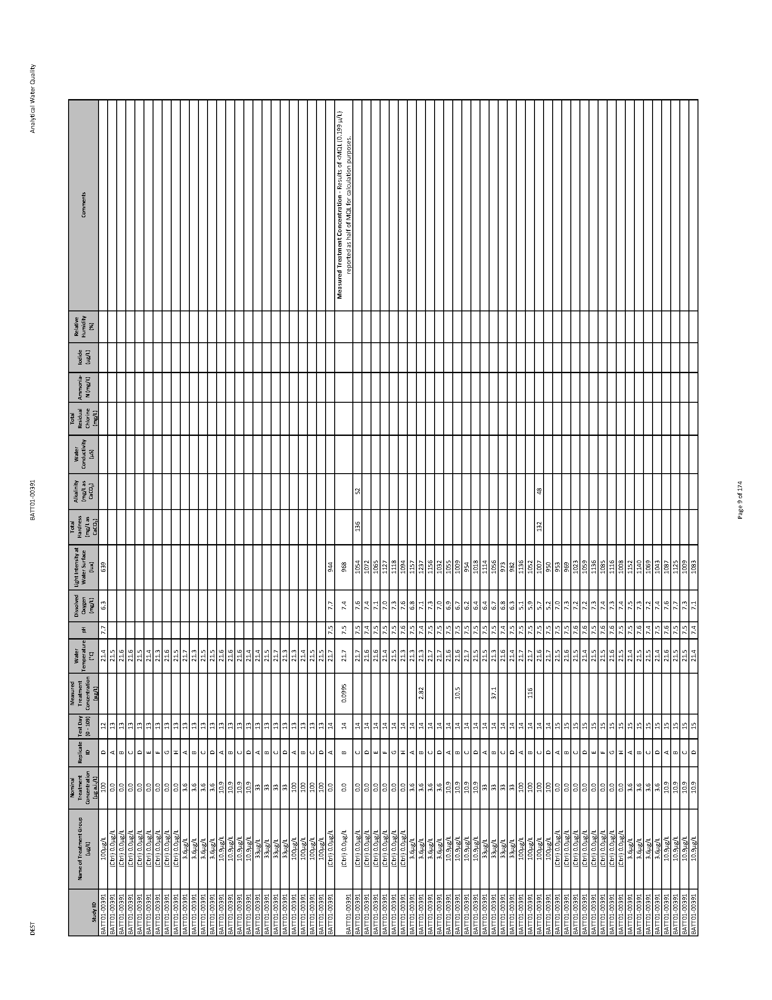 DEST BATT01-00391 Analytical Water Quality
Study ID Name of Treatment Group (µg/L) Nominal Treatment Concentration (µg a.i./L) Replicate ID Test Day (0 - 109) Measured Treatment Concentration (µg/L) Water Temperature (°C) pH Dissolved Oxygen (mg/L) Light Intensity at Water Surface (lux) Total Hardness (mg/L as CaCO₃) Alkalinity (mg/L as CaCO₃) Water Conductivity (µS) Total Residual Chlorine (mg/L) Ammonia-N (mg/L) Iodide (µg/L) Relative Humidity (%) Comments
BATT01-00391 100µg/L 100 D 12 21.4 7.7 6.3 639
BATT01-00391 (Ctrl) 0.0µg/L 0.0 A 13 21.5
BATT01-00391 (Ctrl) 0.0µg/L 0.0 B 13 21.6
BATT01-00391 (Ctrl) 0.0µg/L 0.0 C 13 21.6
BATT01-00391 (Ctrl) 0.0µg/L 0.0 D 13 21.5
BATT01-00391 (Ctrl) 0.0µg/L 0.0 E 13 21.4
BATT01-00391 (Ctrl) 0.0µg/L 0.0 F 13 21.3
BATT01-00391 (Ctrl) 0.0µg/L 0.0 G 13 21.6
BATT01-00391 (Ctrl) 0.0µg/L 0.0 H 13 21.5
BATT01-00391 3.6µg/L 3.6 A 13 21.7
BATT01-00391 3.6µg/L 3.6 B 13 21.3
BATT01-00391 3.6µg/L 3.6 C 13 21.5
BATT01-00391 3.6µg/L 3.6 D 13 21.5
BATT01-00391 10.9µg/L 10.9 A 13 21.6
BATT01-00391 10.9µg/L 10.9 B 13 21.6
BATT01-00391 10.9µg/L 10.9 C 13 21.6
BATT01-00391 10.9µg/L 10.9 D 13 21.4
BATT01-00391 33µg/L 33 A 13 21.4
BATT01-00391 33µg/L 33 B 13 21.5
BATT01-00391 33µg/L 33 C 13 21.7
BATT01-00391 33µg/L 33 D 13 21.3
BATT01-00391 100µg/L 100 A 13 21.3
BATT01-00391 100µg/L 100 B 13 21.4
BATT01-00391 100µg/L 100 C 13 21.5
BATT01-00391 100µg/L 100 D 13 21.5
BATT01-00391 (Ctrl) 0.0µg/L 0.0 A 14 21.7 7.5 7.7 944
BATT01-00391 (Ctrl) 0.0µg/L 0.0 B 14 0.0995 21.7 7.5 7.4 968 Measured Treatment Concentration - Results of <MQL (0.199 µ/L)
reported as half of MQL for calculation purposes.
BATT01-00391 (Ctrl) 0.0µg/L 0.0 C 14 21.7 7.5 7.6 1054 136 52
BATT01-00391 (Ctrl) 0.0µg/L 0.0 D 14 21.6 7.4 7.4 1072
BATT01-00391 (Ctrl) 0.0µg/L 0.0 E 14 21.6 7.5 7.1 1065
BATT01-00391 (Ctrl) 0.0µg/L 0.0 F 14 21.4 7.5 7.0 1127
BATT01-00391 (Ctrl) 0.0µg/L 0.0 G 14 21.5 7.5 7.3 1118
BATT01-00391 (Ctrl) 0.0µg/L 0.0 H 14 21.3 7.6 7.6 1094
BATT01-00391 3.6µg/L 3.6 A 14 21.3 7.5 6.8 1157
BATT01-00391 3.6µg/L 3.6 B 14 2.82 21.3 7.4 7.1 1237
BATT01-00391 3.6µg/L 3.6 C 14 21.7 7.5 7.3 1156
BATT01-00391 3.6µg/L 3.6 D 14 21.7 7.5 7.0 1032
BATT01-00391 10.9µg/L 10.9 A 14 21.6 7.5 6.9 1055
BATT01-00391 10.9µg/L 10.9 B 14 10.5 21.6 7.5 6.7 1009
BATT01-00391 10.9µg/L 10.9 C 14 21.7 7.5 6.2 954
BATT01-00391 10.9µg/L 10.9 D 14 21.5 7.5 6.4 1018
BATT01-00391 33µg/L 33 A 14 21.5 7.5 6.4 1114
BATT01-00391 33µg/L 33 B 14 37.1 21.3 7.5 6.7 1056
BATT01-00391 33µg/L 33 C 14 21.6 7.4 6.8 973
BATT01-00391 33µg/L 33 D 14 21.4 7.5 6.3 982
BATT01-00391 100µg/L 100 A 14 21.7 7.5 5.1 1136
BATT01-00391 100µg/L 100 B 14 116 21.7 7.5 5.9 1052
BATT01-00391 100µg/L 100 C 14 21.6 7.5 5.7 1007 132 48
BATT01-00391 100µg/L 100 D 14 21.7 7.5 5.2 950
BATT01-00391 (Ctrl) 0.0µg/L 0.0 A 15 21.5 7.5 7.0 953
BATT01-00391 (Ctrl) 0.0µg/L 0.0 B 15 21.6 7.5 7.3 969
BATT01-00391 (Ctrl) 0.0µg/L 0.0 C 15 21.5 7.6 7.2 1023
BATT01-00391 (Ctrl) 0.0µg/L 0.0 D 15 21.4 7.6 7.2 1059
BATT01-00391 (Ctrl) 0.0µg/L 0.0 E 15 21.5 7.5 7.3 1136
BATT01-00391 (Ctrl) 0.0µg/L 0.0 F 15 21.5 7.6 7.4 1085
BATT01-00391 (Ctrl) 0.0µg/L 0.0 G 15 21.6 7.6 7.3 1116
BATT01-00391 (Ctrl) 0.0µg/L 0.0 H 15 21.5 7.5 7.4 1008
BATT01-00391 3.6µg/L 3.6 A 15 21.4 7.5 7.5 1152
BATT01-00391 3.6µg/L 3.6 B 15 21.5 7.6 7.3 1140
BATT01-00391 3.6µg/L 3.6 C 15 21.5 7.4 7.2 1069
BATT01-00391 3.6µg/L 3.6 D 15 21.4 7.5 7.4 1043
BATT01-00391 10.9µg/L 10.9 A 15 21.6 7.6 7.6 1087
BATT01-00391 10.9µg/L 10.9 B 15 21.5 7.5 7.7 1125
BATT01-00391 10.9µg/L 10.9 C 15 21.5 7.5 7.3 1009
BATT01-00391 10.9µg/L 10.9 D 15 21.4 7.4 7.1 1083
Page 9 of 174